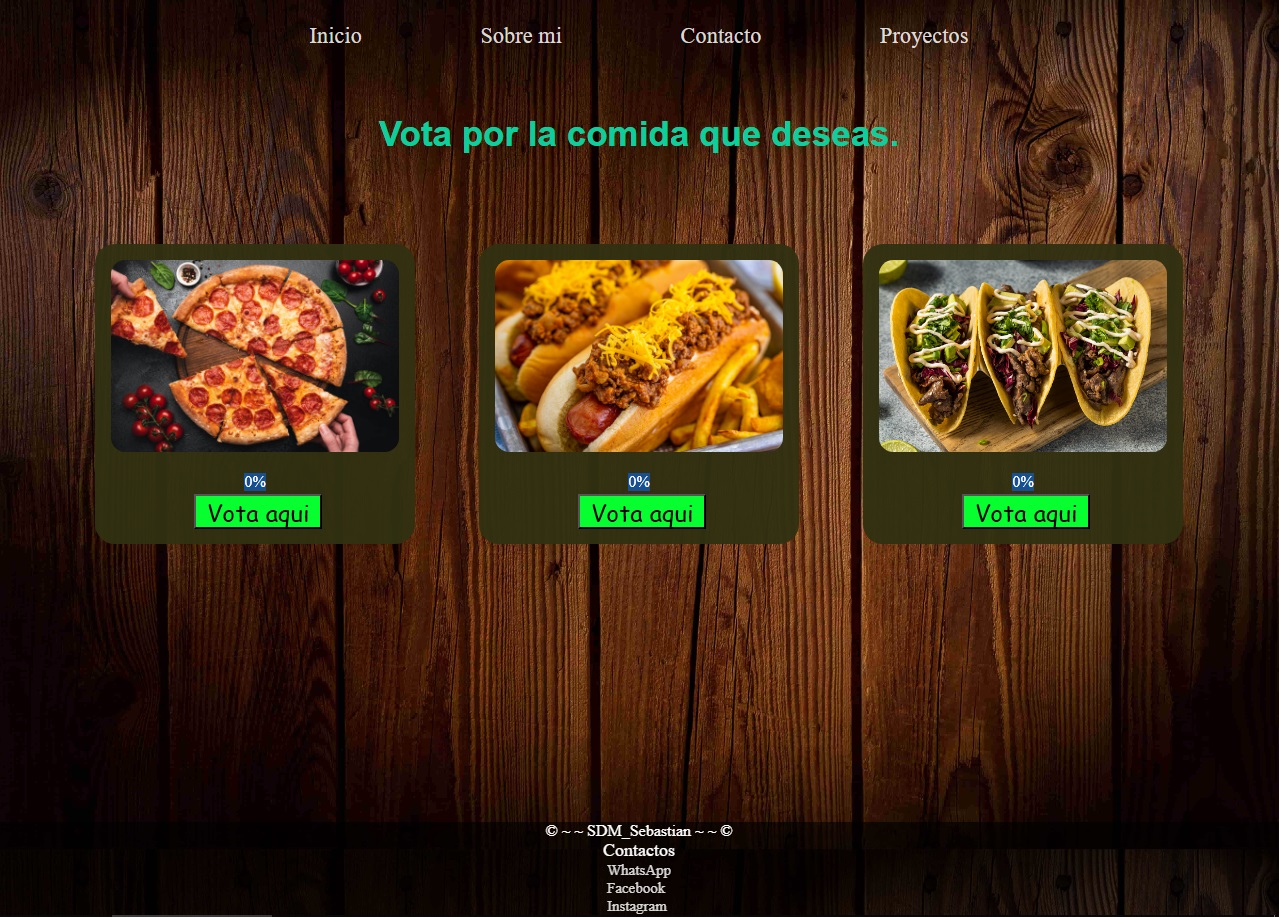 Inicio Sobre mi Contacto Proyectos
Vota por la comida que deseas.
0% 0% 0%
Vota aqui Vota aqui Vota aqui
© ~ ~ SDM_Sebastian ~ ~ ©
Contactos
WhatsApp
Facebook
Instagram